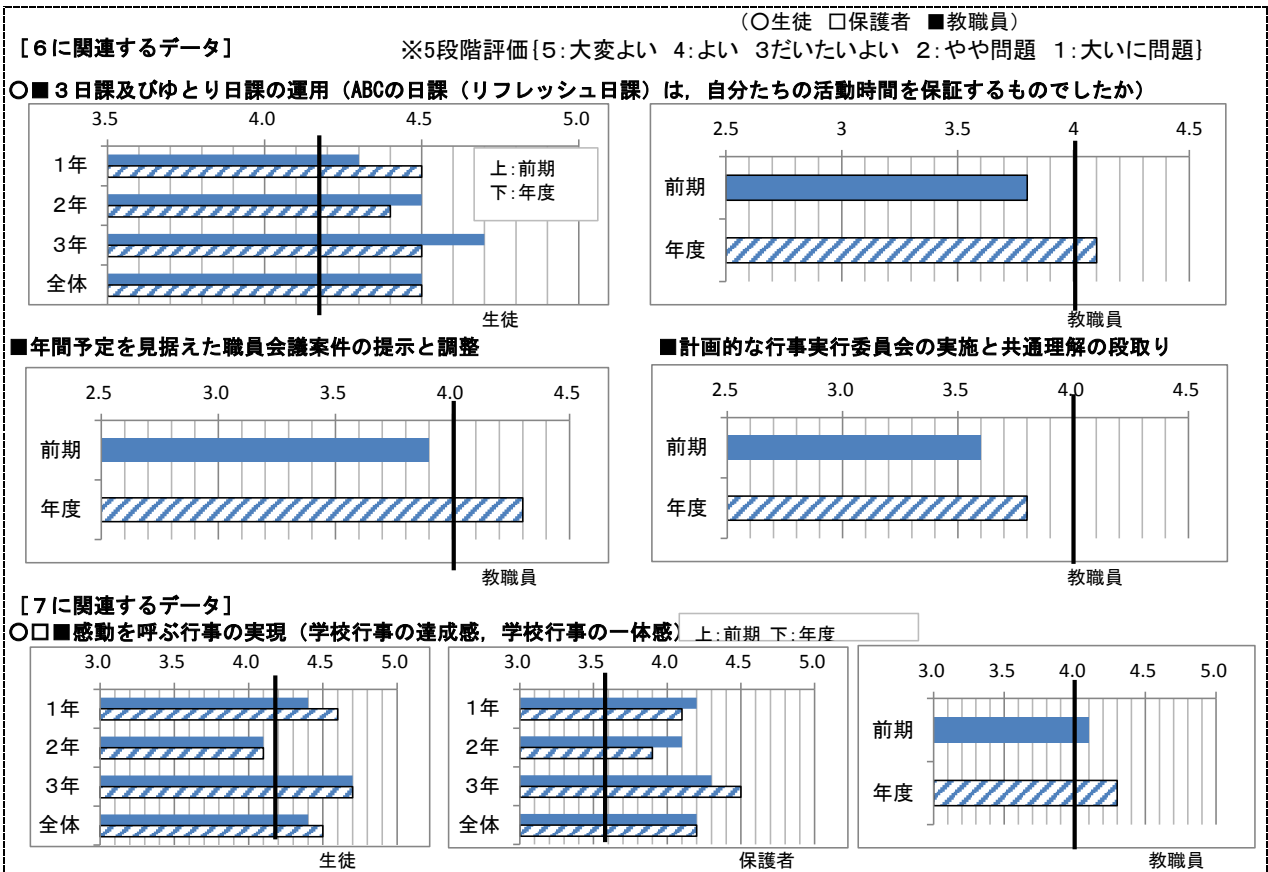 (○生徒 □保護者 ■教職員)
[6に関連するデータ]
※5段階評価{5:大変よい 4:よい 3だいたいよい 2:やや問題 1:大いに問題}
○■3日課及びゆとり日課の運用(ABCの日課(リフレッシュ日課)は,自分たちの活動時間を保証するものでしたか)
3.5 4.0 4.5 5.0
1年
2年
3年
全体
上:前期
下:年度
生徒
2.5 3 3.5 4 4.5
前期
年度
教職員
■年間予定を見据えた職員会議案件の提示と調整
2.5 3.0 3.5 4.0 4.5
前期
年度
教職員
■計画的な行事実行委員会の実施と共通理解の段取り
2.5 3.0 3.5 4.0 4.5
前期
年度
教職員
[7に関連するデータ]
○□■感動を呼ぶ行事の実現(学校行事の達成感,学校行事の一体感)
上:前期 下:年度
3.0 3.5 4.0 4.5 5.0
1年
2年
3年
全体
生徒
3.0 3.5 4.0 4.5 5.0
1年
2年
3年
全体
保護者
3.0 3.5 4.0 4.5 5.0
前期
年度
教職員